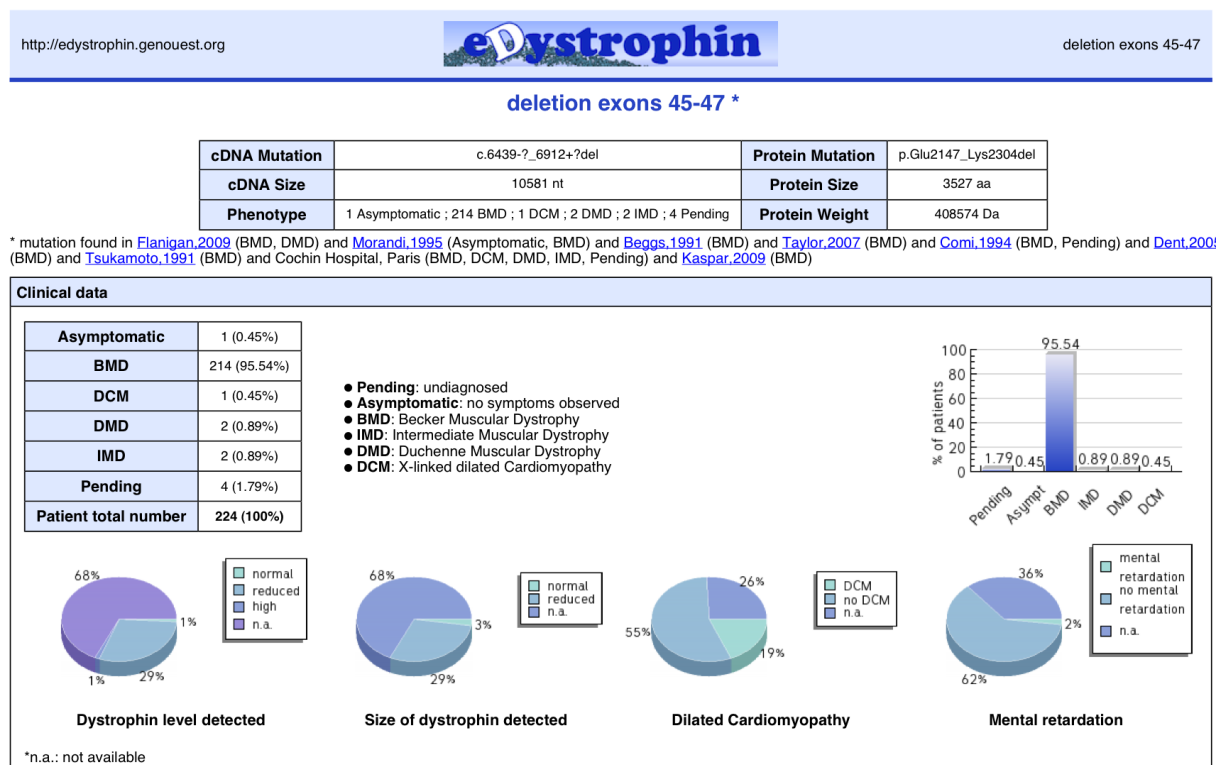 http://edystrophin.genouest.org
eDystrophin
deletion exons 45-47
deletion exons 45-47 *
cDNA Mutation c.6439-?_6912+?del Protein Mutation p.Glu2147_Lys2304del
cDNA Size 10581 nt Protein Size 3527 aa
Phenotype 1 Asymptomatic ; 214 BMD ; 1 DCM ; 2 DMD ; 2 IMD ; 4 Pending Protein Weight 408574 Da
* mutation found in Flanigan,2009 (BMD, DMD) and Morandi,1995 (Asymptomatic, BMD) and Beggs,1991 (BMD) and Taylor,2007 (BMD) and Comi,1994 (BMD, Pending) and Dent,2005
(BMD) and Tsukamoto,1991 (BMD) and Cochin Hospital, Paris (BMD, DCM, DMD, IMD, Pending) and Kaspar,2009 (BMD)
Clinical data
Asymptomatic 1 (0.45%)
BMD 214 (95.54%)
DCM 1 (0.45%)
DMD 2 (0.89%)
IMD 2 (0.89%)
Pending 4 (1.79%)
Patient total number 224 (100%)
● Pending: undiagnosed
● Asymptomatic: no symptoms observed
● BMD: Becker Muscular Dystrophy
● IMD: Intermediate Muscular Dystrophy
● DMD: Duchenne Muscular Dystrophy
● DCM: X-linked dilated Cardiomyopathy
% of patients
100
80
60
40
20
0
1.79 0.45 95.54 0.89 0.89 0.45
Pending Asympt BMD IMD DMD DCM
68%
1%
29%
1%
normal
reduced
high
n.a.
Dystrophin level detected
68%
3%
29%
normal
reduced
n.a.
Size of dystrophin detected
26%
55%
19%
DCM
no DCM
n.a.
Dilated Cardiomyopathy
36%
2%
62%
mental
retardation
no mental
retardation
n.a.
Mental retardation
*n.a.: not available